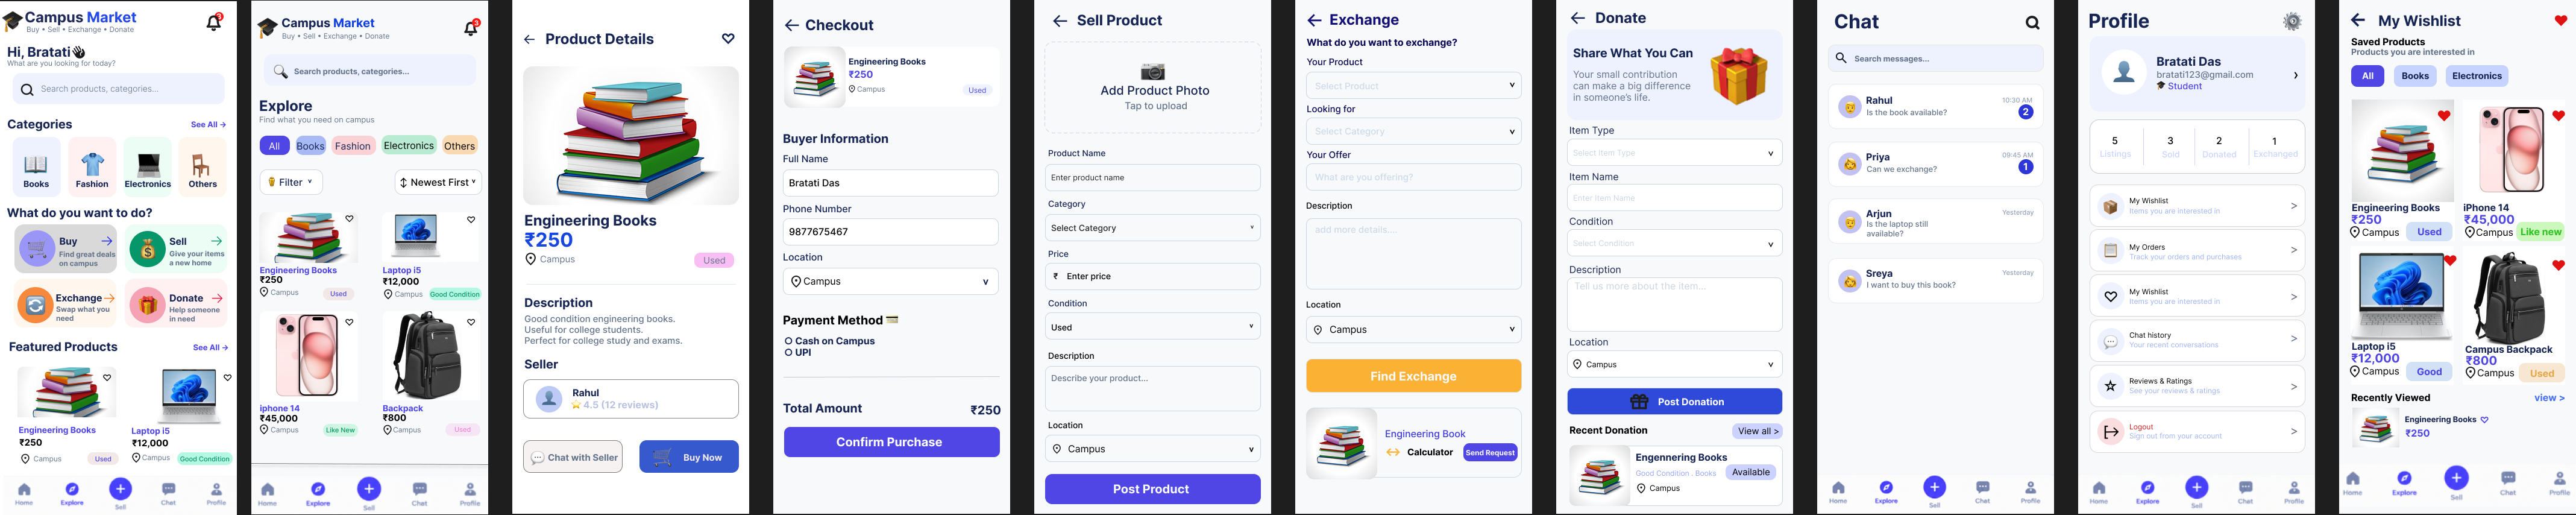 Campus Market
Buy • Sell • Exchange • Donate
3
Hi, Bratati
What are you looking for today?
Search products, categories...
Categories
See All →
Books
Fashion
Electronics
Others
What do you want to do?
Buy →
Find great deals
on campus
Sell →
Give your items
a new home
Exchange →
Swap what you
need
Donate →
Help someone
in need
Featured Products
See All →
Engineering Books
₹250
Campus
Used
Laptop i5
₹12,000
Campus
Good Condition
Home
Explore
Sell
Chat
Profile
Campus Market
Buy • Sell • Exchange • Donate
3
Search products, categories...
Explore
Find what you need on campus
All
Books
Fashion
Electronics
Others
Filter
Newest First
Engineering Books
₹250
Campus
Used
Laptop i5
₹12,000
Campus
Good Condition
iphone 14
₹45,000
Campus
Like New
Backpack
₹800
Campus
Used
Home
Explore
Sell
Chat
Profile
← Product Details
Engineering Books
₹250
Campus
Used
Description
Good condition engineering books.
Useful for college students.
Perfect for college study and exams.
Seller
Rahul
4.5 (12 reviews)
Chat with Seller
Buy Now
← Checkout
Engineering Books
₹250
Campus
Used
Buyer Information
Full Name
Bratati Das
Phone Number
9877675467
Location
Campus
Payment Method
Cash on Campus
UPI
Total Amount
₹250
Confirm Purchase
← Sell Product
Add Product Photo
Tap to upload
Product Name
Enter product name
Category
Select Category
Price
₹ Enter price
Condition
Used
Description
Describe your product...
Location
Campus
Post Product
← Exchange
What do you want to exchange?
Your Product
Select Product
Looking for
Select Category
Your Offer
What are you offering?
Description
add more details....
Location
Campus
Find Exchange
Engineering Book
Calculator
Send Request
← Donate
Share What You Can
Your small contribution
can make a big difference
in someone's life.
Item Type
Select Item Type
Item Name
Enter Item Name
Condition
Select Condition
Description
Tell us more about the item...
Location
Campus
Post Donation
Recent Donation
View all >
Engennering Books
Good Condition . Books
Available
Campus
Chat
Search messages...
Rahul
Is the book available?
10:30 AM
2
Priya
Can we exchange?
09:45 AM
1
Arjun
Is the laptop still
available?
Yesterday
Sreya
I want to buy this book?
Yesterday
Home
Explore
Sell
Chat
Profile
Profile
Bratati Das
bratati123@gmail.com
Student
5
Listings
3
Sold
2
Donated
1
Exchanged
My Wishlist
Items you are interested in
My Orders
Track your orders and purchases
My Wishlist
Items you are interested in
Chat history
Your recent conversations
Reviews & Ratings
See your reviews & ratings
Logout
Sign out from your account
Home
Explore
Sell
Chat
Profile
← My Wishlist
Saved Products
Products you are interested in
All
Books
Electronics
Engineering Books
₹250
Campus
Used
iPhone 14
₹45,000
Campus
Like new
Laptop i5
₹12,000
Campus
Good
Campus Backpack
₹800
Campus
Used
Recently Viewed
view >
Engineering Books
₹250
Home
Explore
Sell
Chat
Profile